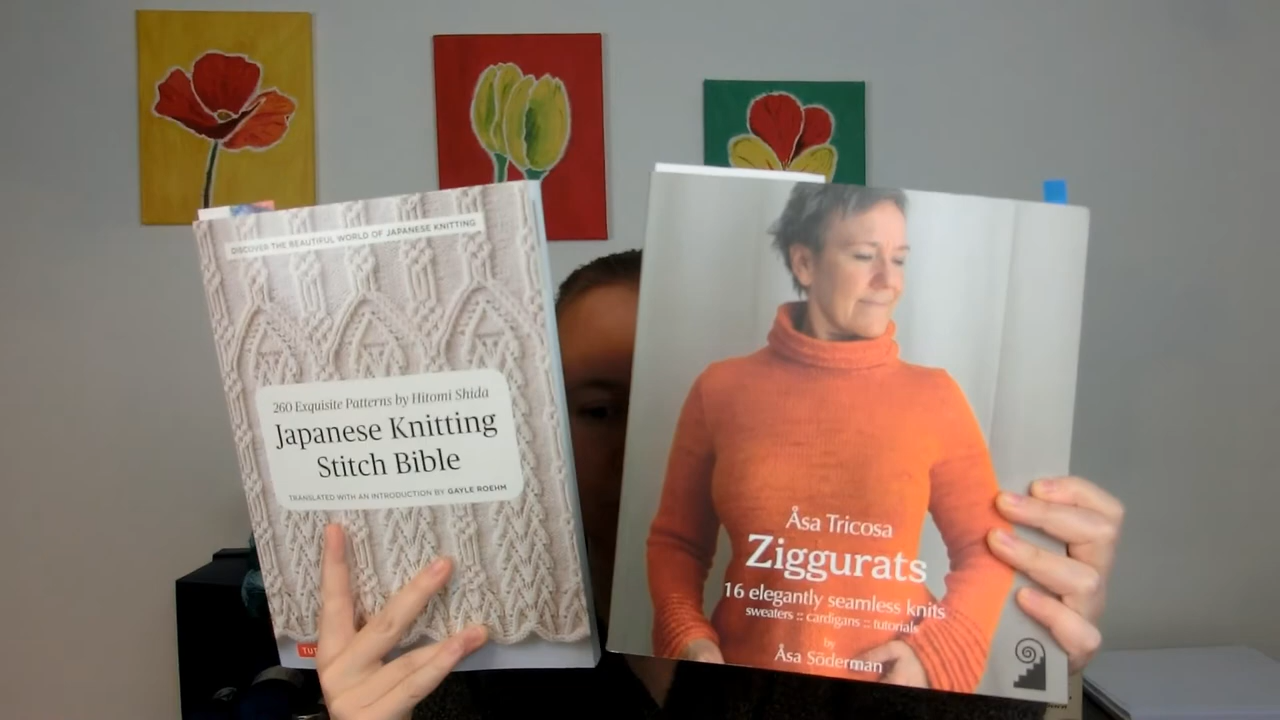 DISCOVER THE BEAUTIFUL WORLD OF JAPANESE KNITTING
260 Exquisite Patterns by Hitomi Shida
Japanese Knitting
Stitch Bible
TRANSLATED WITH AN INTRODUCTION BY GAYLE ROEHM
TUT
Åsa Tricosa
Ziggurats
16 elegantly seamless knits
sweaters :: cardigans :: tutorials
by
Åsa Söderman